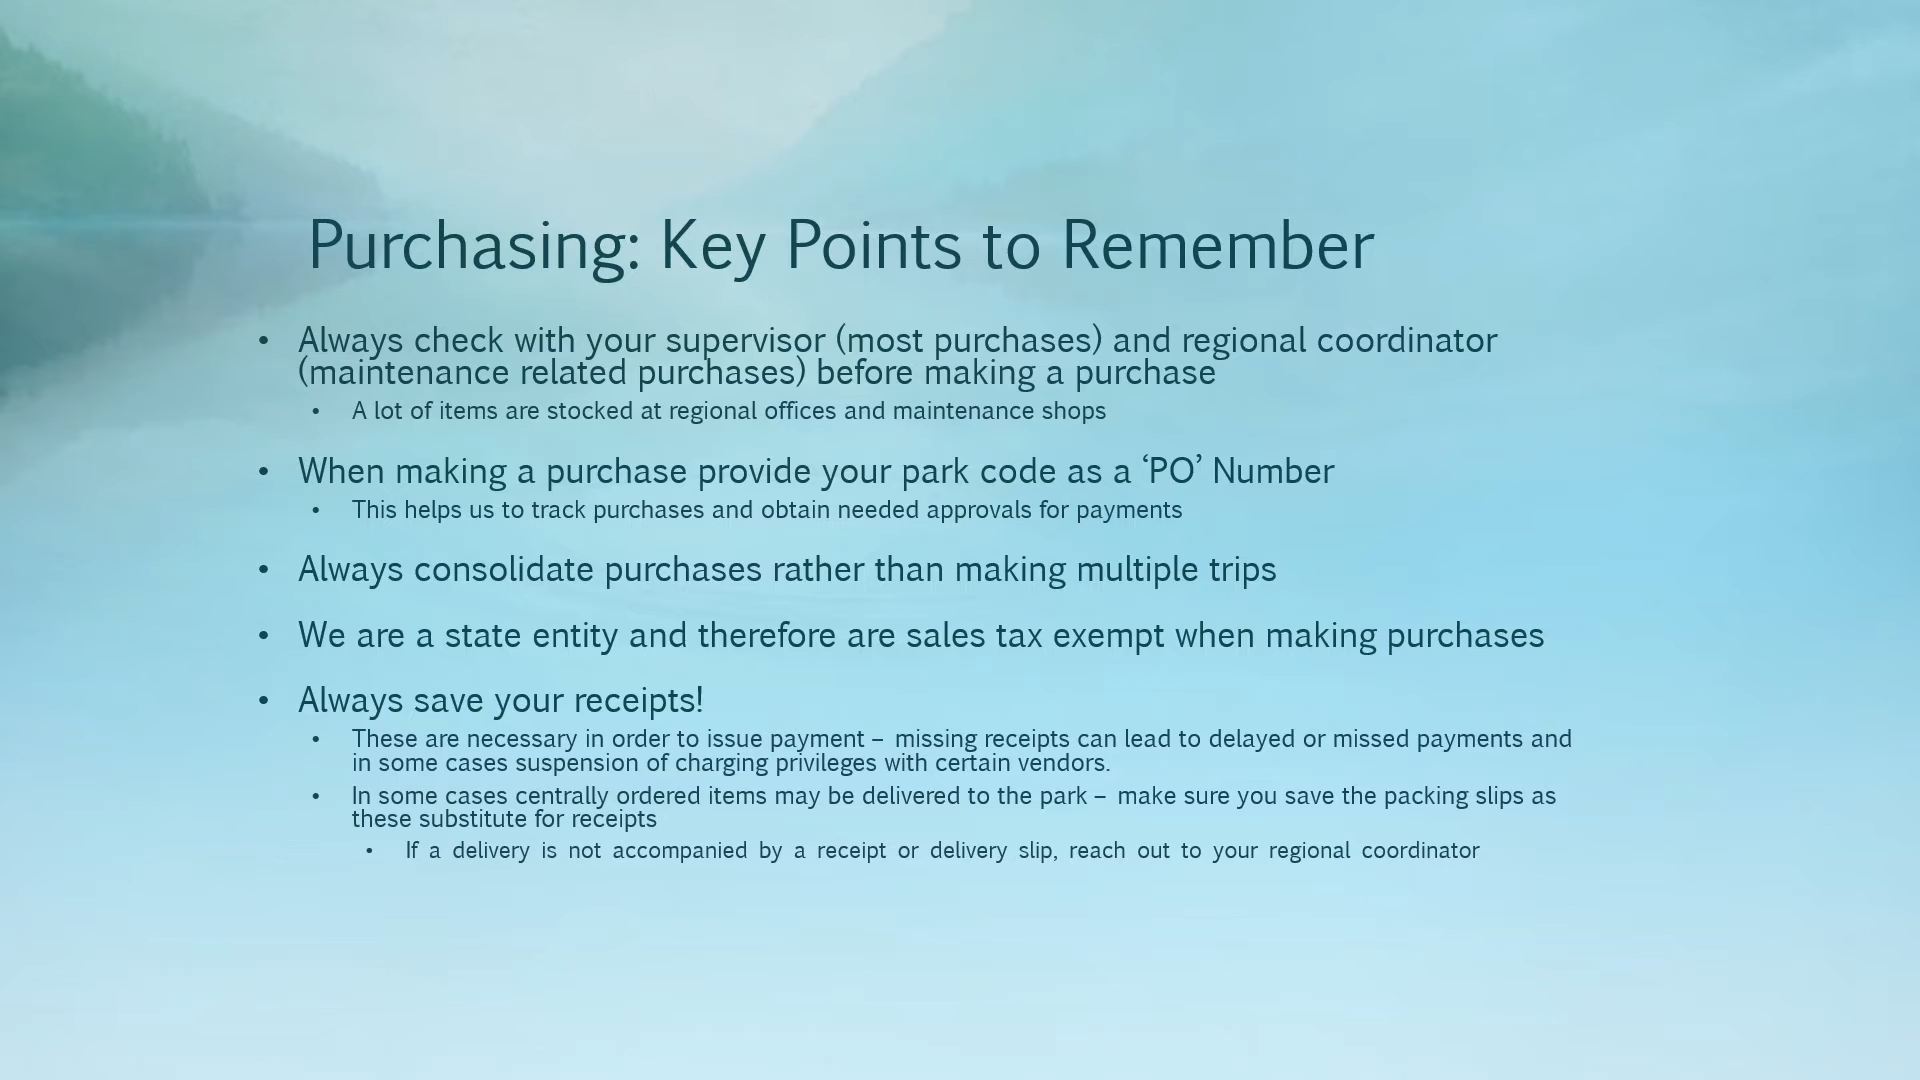 Purchasing: Key Points to Remember
• Always check with your supervisor (most purchases) and regional coordinator
(maintenance related purchases) before making a purchase
• A lot of items are stocked at regional offices and maintenance shops
• When making a purchase provide your park code as a ‘PO’ Number
• This helps us to track purchases and obtain needed approvals for payments
• Always consolidate purchases rather than making multiple trips
• We are a state entity and therefore are sales tax exempt when making purchases
• Always save your receipts!
• These are necessary in order to issue payment – missing receipts can lead to delayed or missed payments and
in some cases suspension of charging privileges with certain vendors.
• In some cases centrally ordered items may be delivered to the park – make sure you save the packing slips as
these substitute for receipts
• If a delivery is not accompanied by a receipt or delivery slip, reach out to your regional coordinator